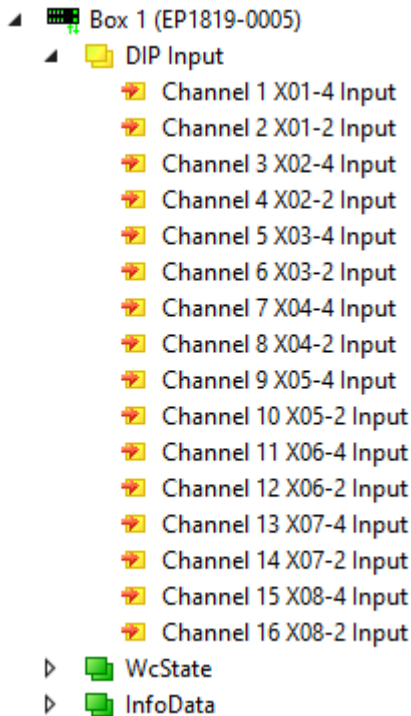 Box 1 (EP1819-0005)
DIP Input
Channel 1 X01-4 Input
Channel 2 X01-2 Input
Channel 3 X02-4 Input
Channel 4 X02-2 Input
Channel 5 X03-4 Input
Channel 6 X03-2 Input
Channel 7 X04-4 Input
Channel 8 X04-2 Input
Channel 9 X05-4 Input
Channel 10 X05-2 Input
Channel 11 X06-4 Input
Channel 12 X06-2 Input
Channel 13 X07-4 Input
Channel 14 X07-2 Input
Channel 15 X08-4 Input
Channel 16 X08-2 Input
WcState
InfoData